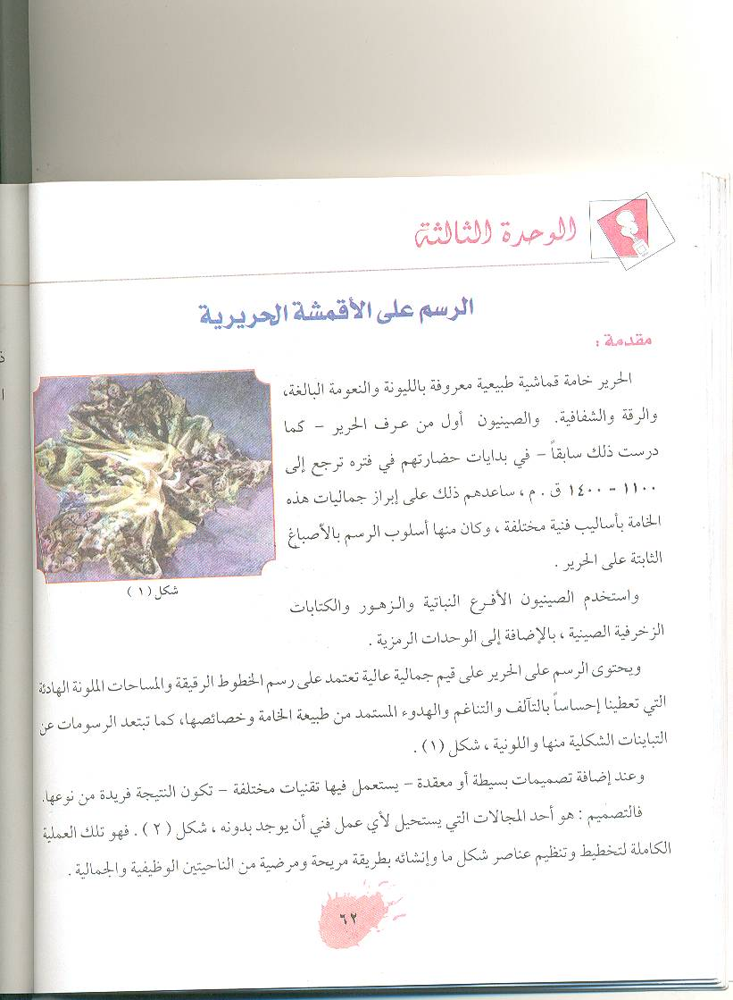 الوحدة الثالثة
الرسم على الأقمشة الحريرية
مقدمة :
الحرير خامة قماشية طبيعية معروفة بالليونة والنعومة البالغة،
والرقة والشفافية. والصينيون أول من عرف الحرير - كما
درست ذلك سابقاً - في بدايات حضارتهم في فتره ترجع إلى
١١٠٠ - ١٤٠٠ ق . م ، ساعدهم ذلك على إبراز جماليات هذه
الخامة بأساليب فنية مختلفة ، وكان منها أسلوب الرسم بالأصباغ
الثابتة على الحرير .
شكل ( ١ )
واستخدم الصينيون الأفرع النباتية والزهور والكتابات
الزخرفية الصينية ، بالإضافة إلى الوحدات الرمزية .
ويحتوى الرسم على الحرير على قيم جمالية عالية تعتمد على رسم الخطوط الرقيقة والمساحات الملونة الهادئة
التي تعطينا إحساساً بالتآلف والتناغم والهدوء المستمد من طبيعة الخامة وخصائصها، كما تبتعد الرسومات عن
التباينات الشكلية منها واللونية ، شكل (١) .
وعند إضافة تصميمات بسيطة أو معقدة - يستعمل فيها تقنيات مختلفة - تكون النتيجة فريدة من نوعها.
فالتصميم : هو أحد المجالات التي يستحيل لأي عمل فني أن يوجد بدونه ، شكل ( ٢ ) . فهو تلك العملية
الكاملة لتخطيط وتنظيم عناصر شكل ما وإنشائه بطريقة مريحة ومرضية من الناحيتين الوظيفية والجمالية .
٦٢